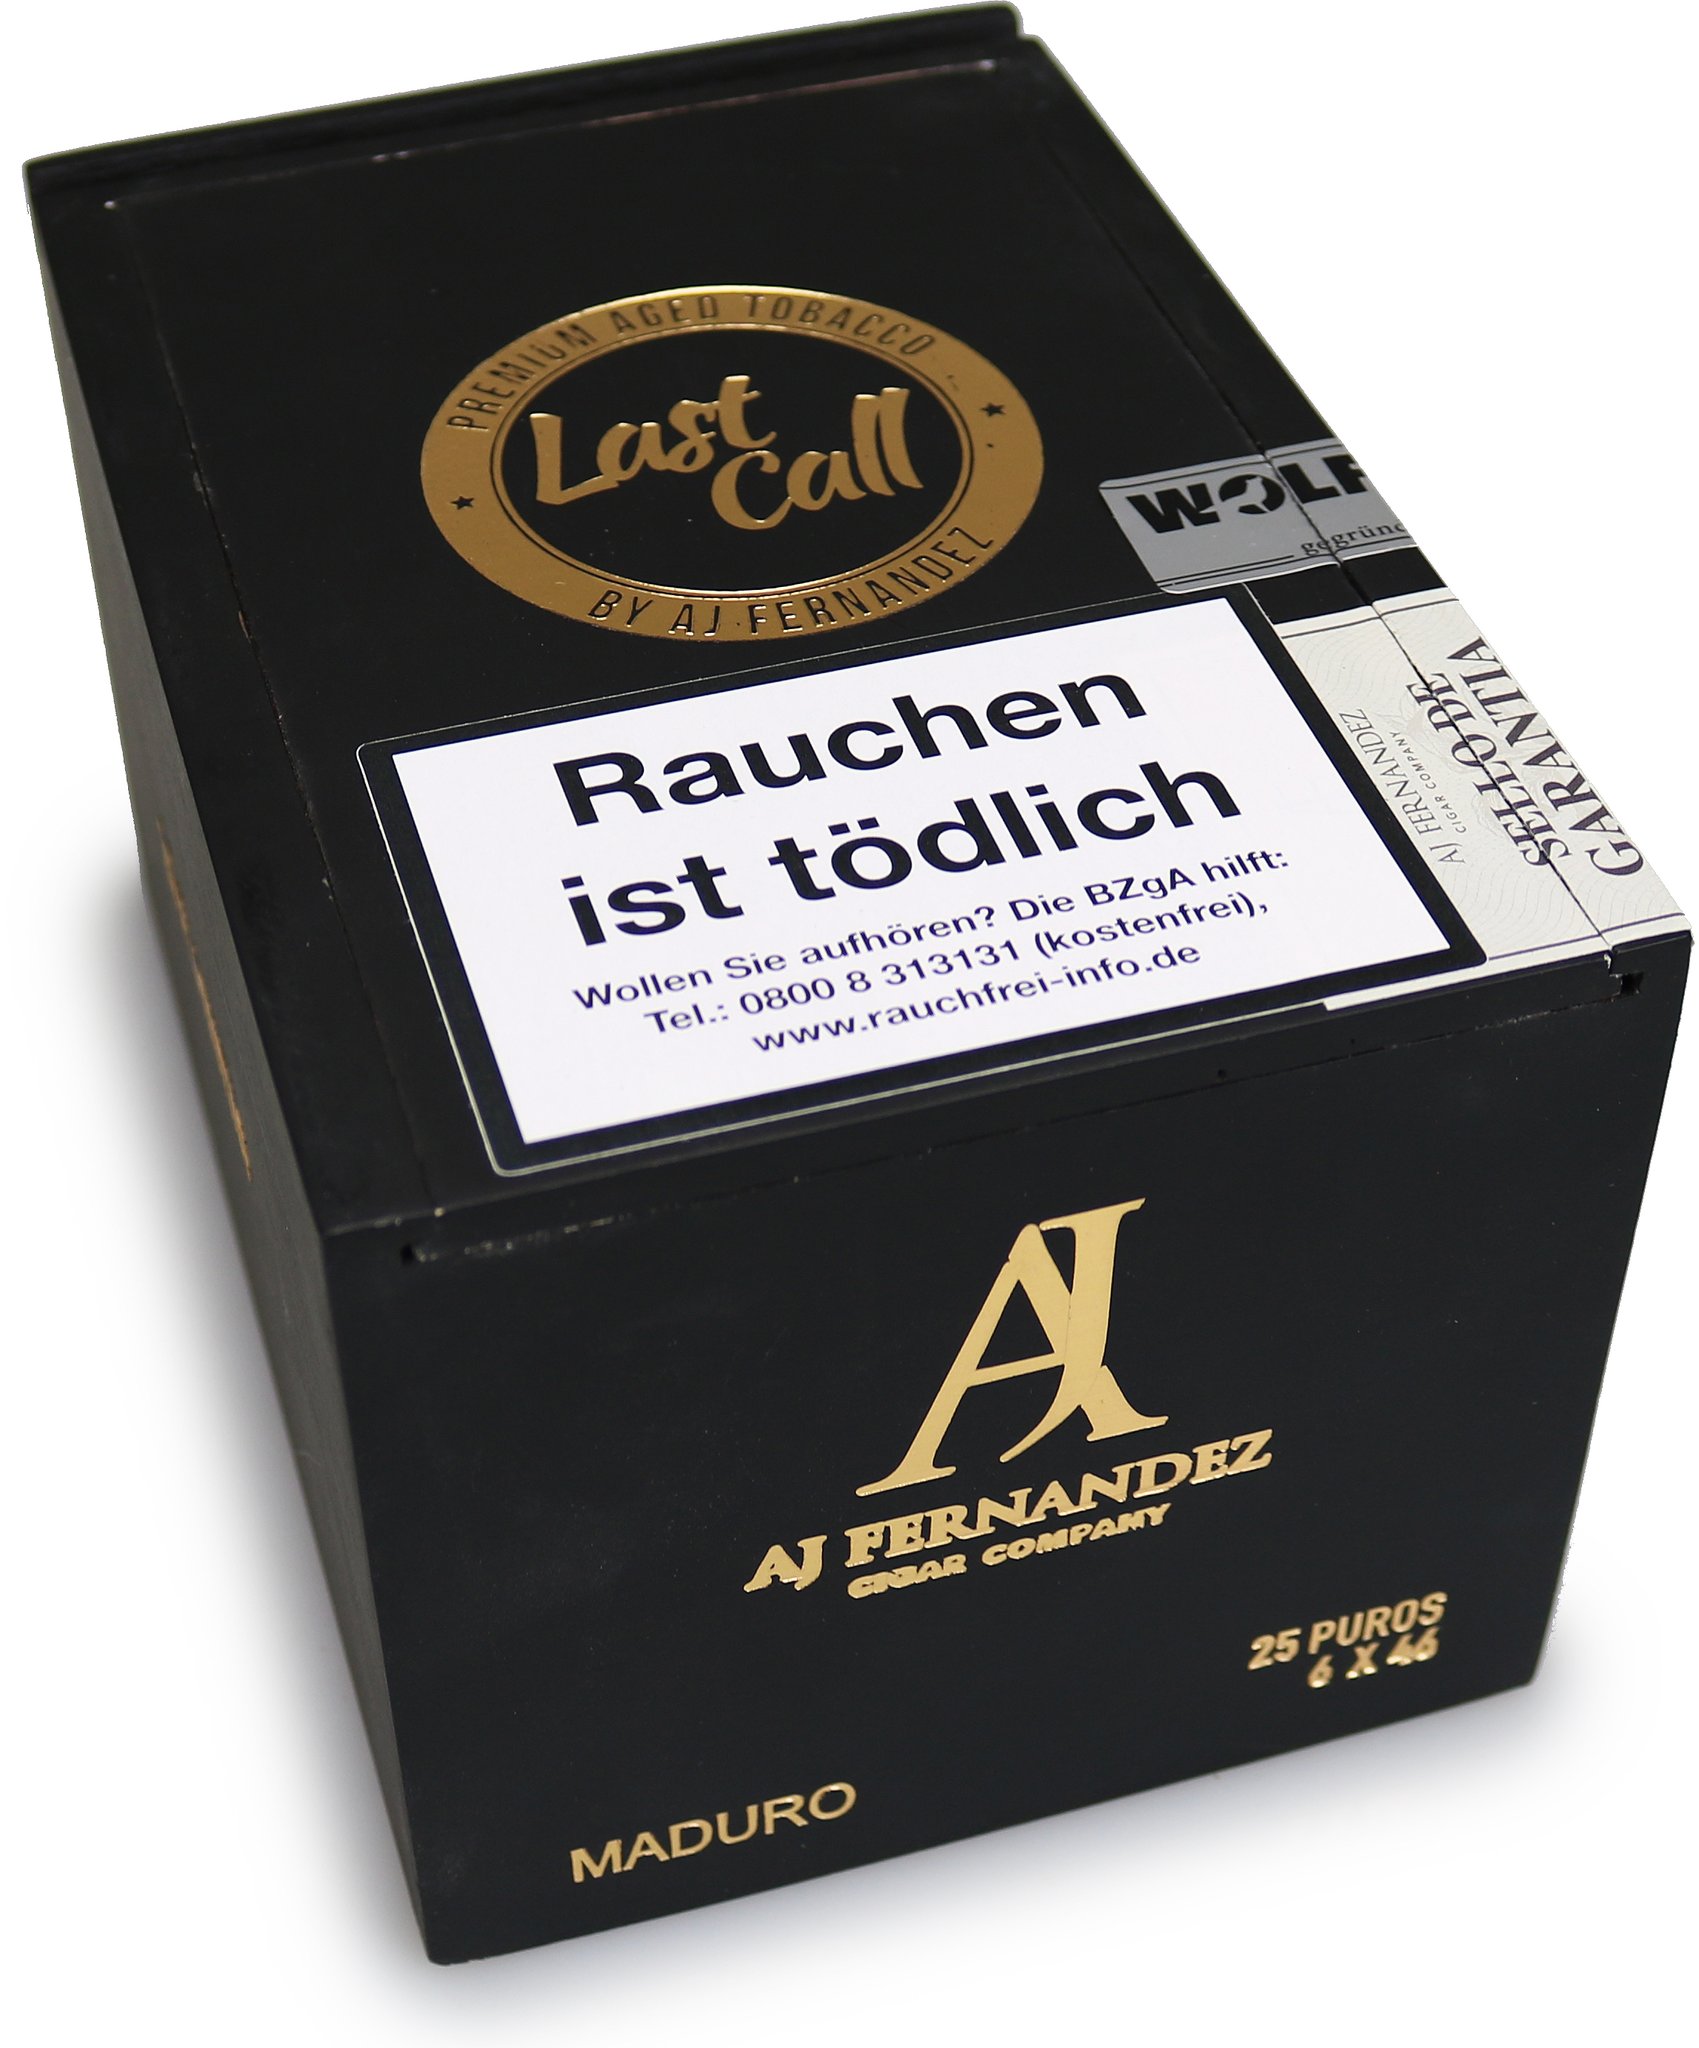 PREMIUM AGED TOBACCO
Last
Call
BY AJ FERNANDEZ
WOLF
gegrün
AJ FERNANDEZ
CIGAR COMPANY
SELLO DE
GARANTIA
Rauchen
ist tödlich
Wollen Sie aufhören? Die BZgA hilft:
Tel.: 0800 8 313131 (kostenfrei),
www.rauchfrei-info.de
AJ
AJ FERNANDEZ
CIGAR COMPANY
25 PUROS
6 X 46
MADURO